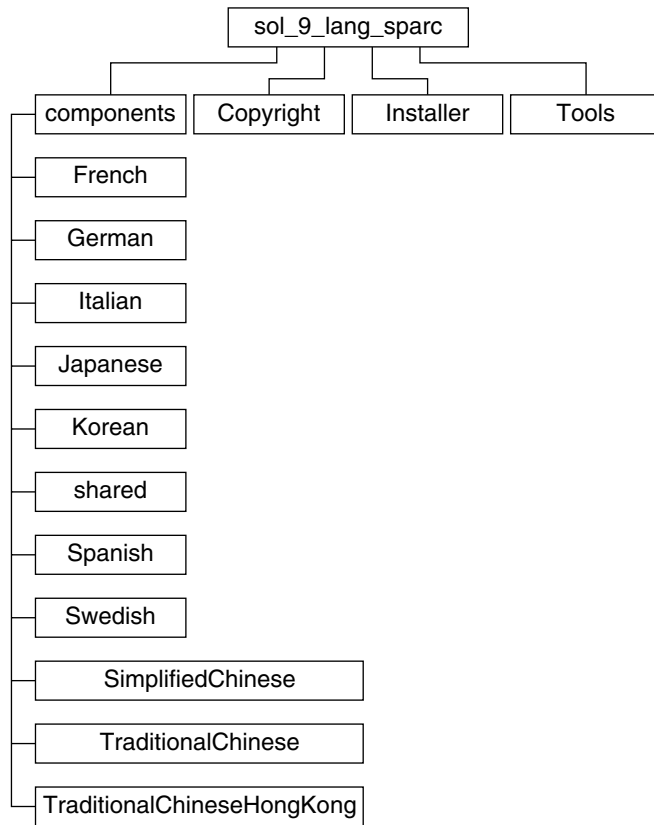 sol_9_lang_sparc
components
Copyright
Installer
Tools
French
German
Italian
Japanese
Korean
shared
Spanish
Swedish
SimplifiedChinese
TraditionalChinese
TraditionalChineseHongKong